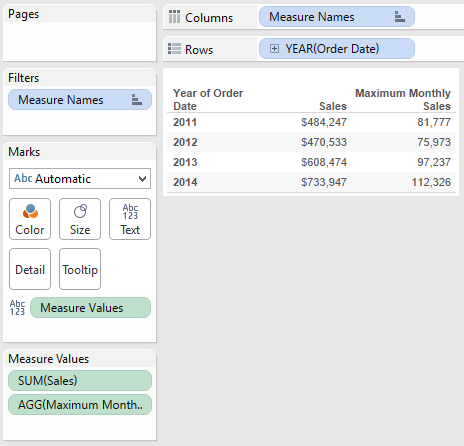 Pages
Columns
Measure Names
Rows
YEAR(Order Date)
Filters
Measure Names
Marks
Abc Automatic
Abc
123
Color Size Text
Detail Tooltip
Abc
123
Measure Values
Measure Values
SUM(Sales)
AGG(Maximum Month..
Year of Order Maximum Monthly
Date Sales Sales
2011 $484,247 81,777
2012 $470,533 75,973
2013 $608,474 97,237
2014 $733,947 112,326